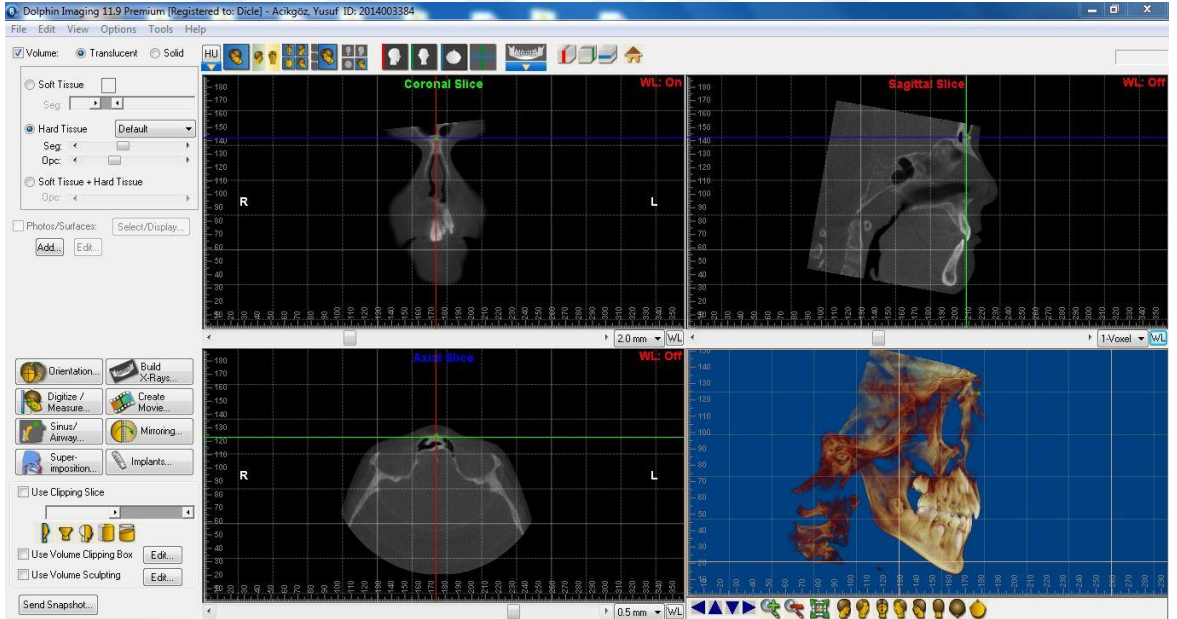 Dolphin Imaging 11.9 Premium [Registered to: Dicle] - Acikgöz, Yusuf ID: 2014003384
File Edit View Options Tools Help
Volume: Translucent Solid
HU
Soft Tissue
Seg:
Hard Tissue Default
Seg:
Opc:
Soft Tissue + Hard Tissue
Opc:
Photos/Surfaces: Select/Display...
Add... Edit...
Coronal Slice WL: On
R L
2.0 mm WL
Sagittal Slice WL: Off
1-Voxel WL
Orientation... Build X-Rays...
Digitize / Measure... Create Movie...
Sinus/ Airway... Mirroring...
Super- imposition... Implants...
Use Clipping Slice
Use Volume Clipping Box Edit...
Use Volume Sculpting Edit...
Send Snapshot...
Axial Slice WL: Off
R L
0.5 mm WL